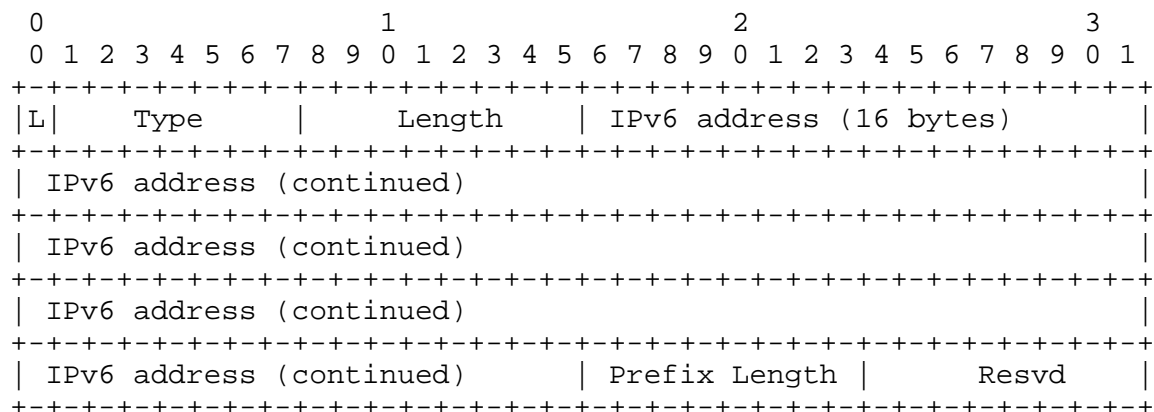 0                   1                   2                   3
 0 1 2 3 4 5 6 7 8 9 0 1 2 3 4 5 6 7 8 9 0 1 2 3 4 5 6 7 8 9 0 1
+-+-+-+-+-+-+-+-+-+-+-+-+-+-+-+-+-+-+-+-+-+-+-+-+-+-+-+-+-+-+-+-+
|L|    Type     |     Length    | IPv6 address (16 bytes)       |
+-+-+-+-+-+-+-+-+-+-+-+-+-+-+-+-+-+-+-+-+-+-+-+-+-+-+-+-+-+-+-+-+
| IPv6 address (continued)                                      |
+-+-+-+-+-+-+-+-+-+-+-+-+-+-+-+-+-+-+-+-+-+-+-+-+-+-+-+-+-+-+-+-+
| IPv6 address (continued)                                      |
+-+-+-+-+-+-+-+-+-+-+-+-+-+-+-+-+-+-+-+-+-+-+-+-+-+-+-+-+-+-+-+-+
| IPv6 address (continued)                                      |
+-+-+-+-+-+-+-+-+-+-+-+-+-+-+-+-+-+-+-+-+-+-+-+-+-+-+-+-+-+-+-+-+
| IPv6 address (continued)      | Prefix Length |      Resvd    |
+-+-+-+-+-+-+-+-+-+-+-+-+-+-+-+-+-+-+-+-+-+-+-+-+-+-+-+-+-+-+-+-+